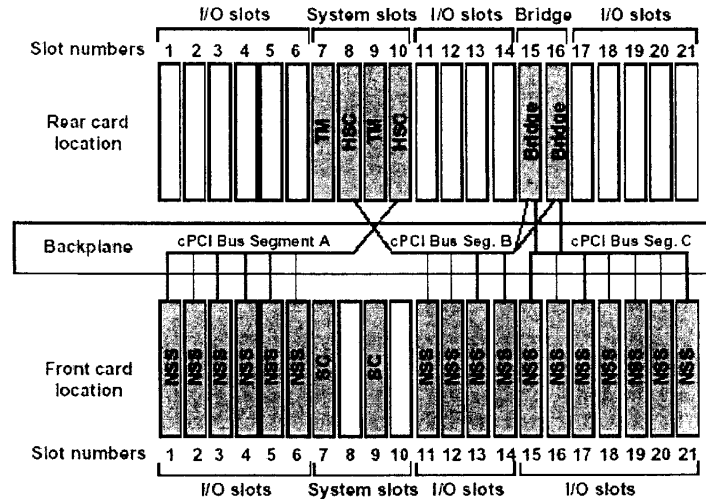 I/O slots System slots I/O slots Bridge I/O slots
Slot numbers 1 2 3 4 5 6 7 8 9 10 11 12 13 14 15 16 17 18 19 20 21
Rear card
location
TM HSC TM HSC Bridge Bridge
Backplane
cPCI Bus Segment A cPCI Bus Seg. B cPCI Bus Seg. C
Front card
location
NSS NSS NSS NSS NSS NSS SC SC NSS NSS NSS NSS NSS NSS NSS NSS NSS NSS NSS
Slot numbers 1 2 3 4 5 6 7 8 9 10 11 12 13 14 15 16 17 18 19 20 21
I/O slots System slots I/O slots I/O slots